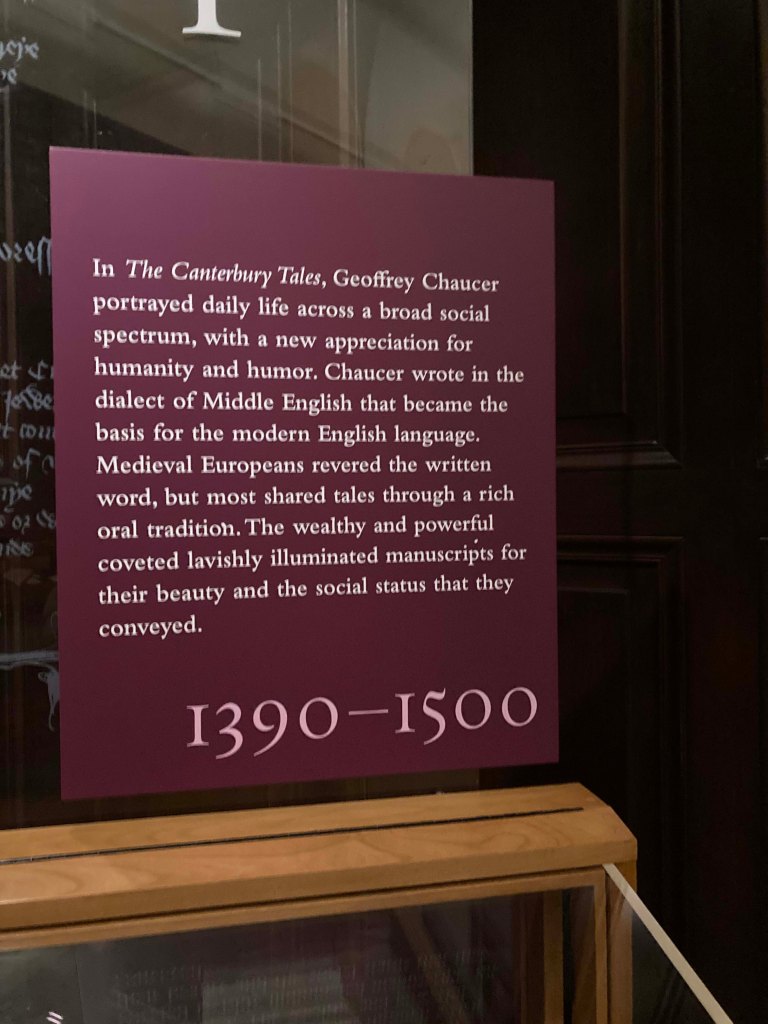 In The Canterbury Tales, Geoffrey Chaucer
portrayed daily life across a broad social
spectrum, with a new appreciation for
humanity and humor. Chaucer wrote in the
dialect of Middle English that became the
basis for the modern English language.
Medieval Europeans revered the written
word, but most shared tales through a rich
oral tradition. The wealthy and powerful
coveted lavishly illuminated manuscripts for
their beauty and the social status that they
conveyed.
1390–1500